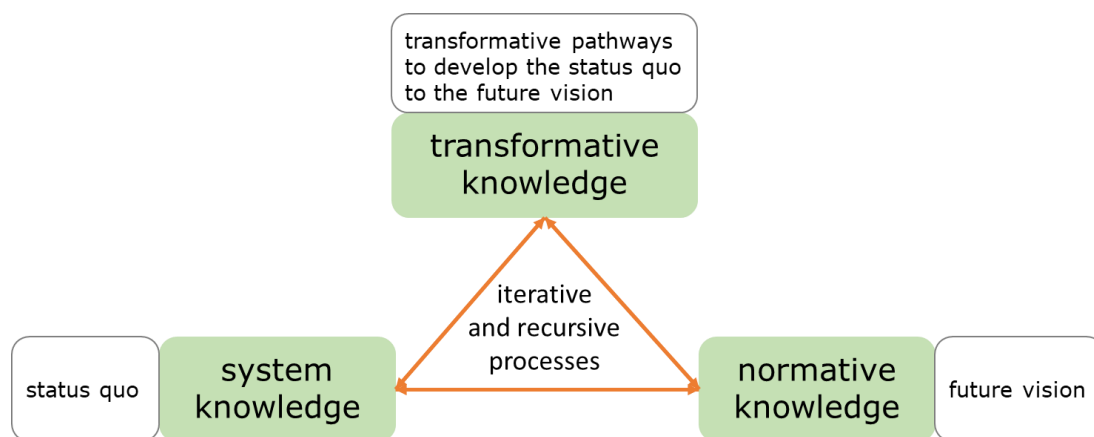 transformative pathways
to develop the status quo
to the future vision
transformative
knowledge
iterative
and recursive
processes
status quo
system
knowledge
normative
knowledge
future vision